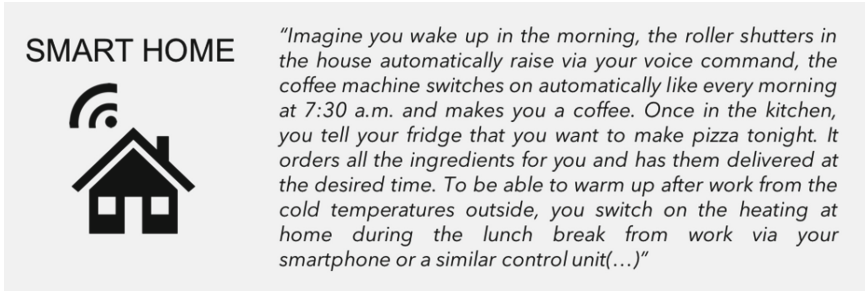 SMART HOME
“Imagine you wake up in the morning, the roller shutters in
the house automatically raise via your voice command, the
coffee machine switches on automatically like every morning
at 7:30 a.m. and makes you a coffee. Once in the kitchen,
you tell your fridge that you want to make pizza tonight. It
orders all the ingredients for you and has them delivered at
the desired time. To be able to warm up after work from the
cold temperatures outside, you switch on the heating at
home during the lunch break from work via your
smartphone or a similar control unit(…)”